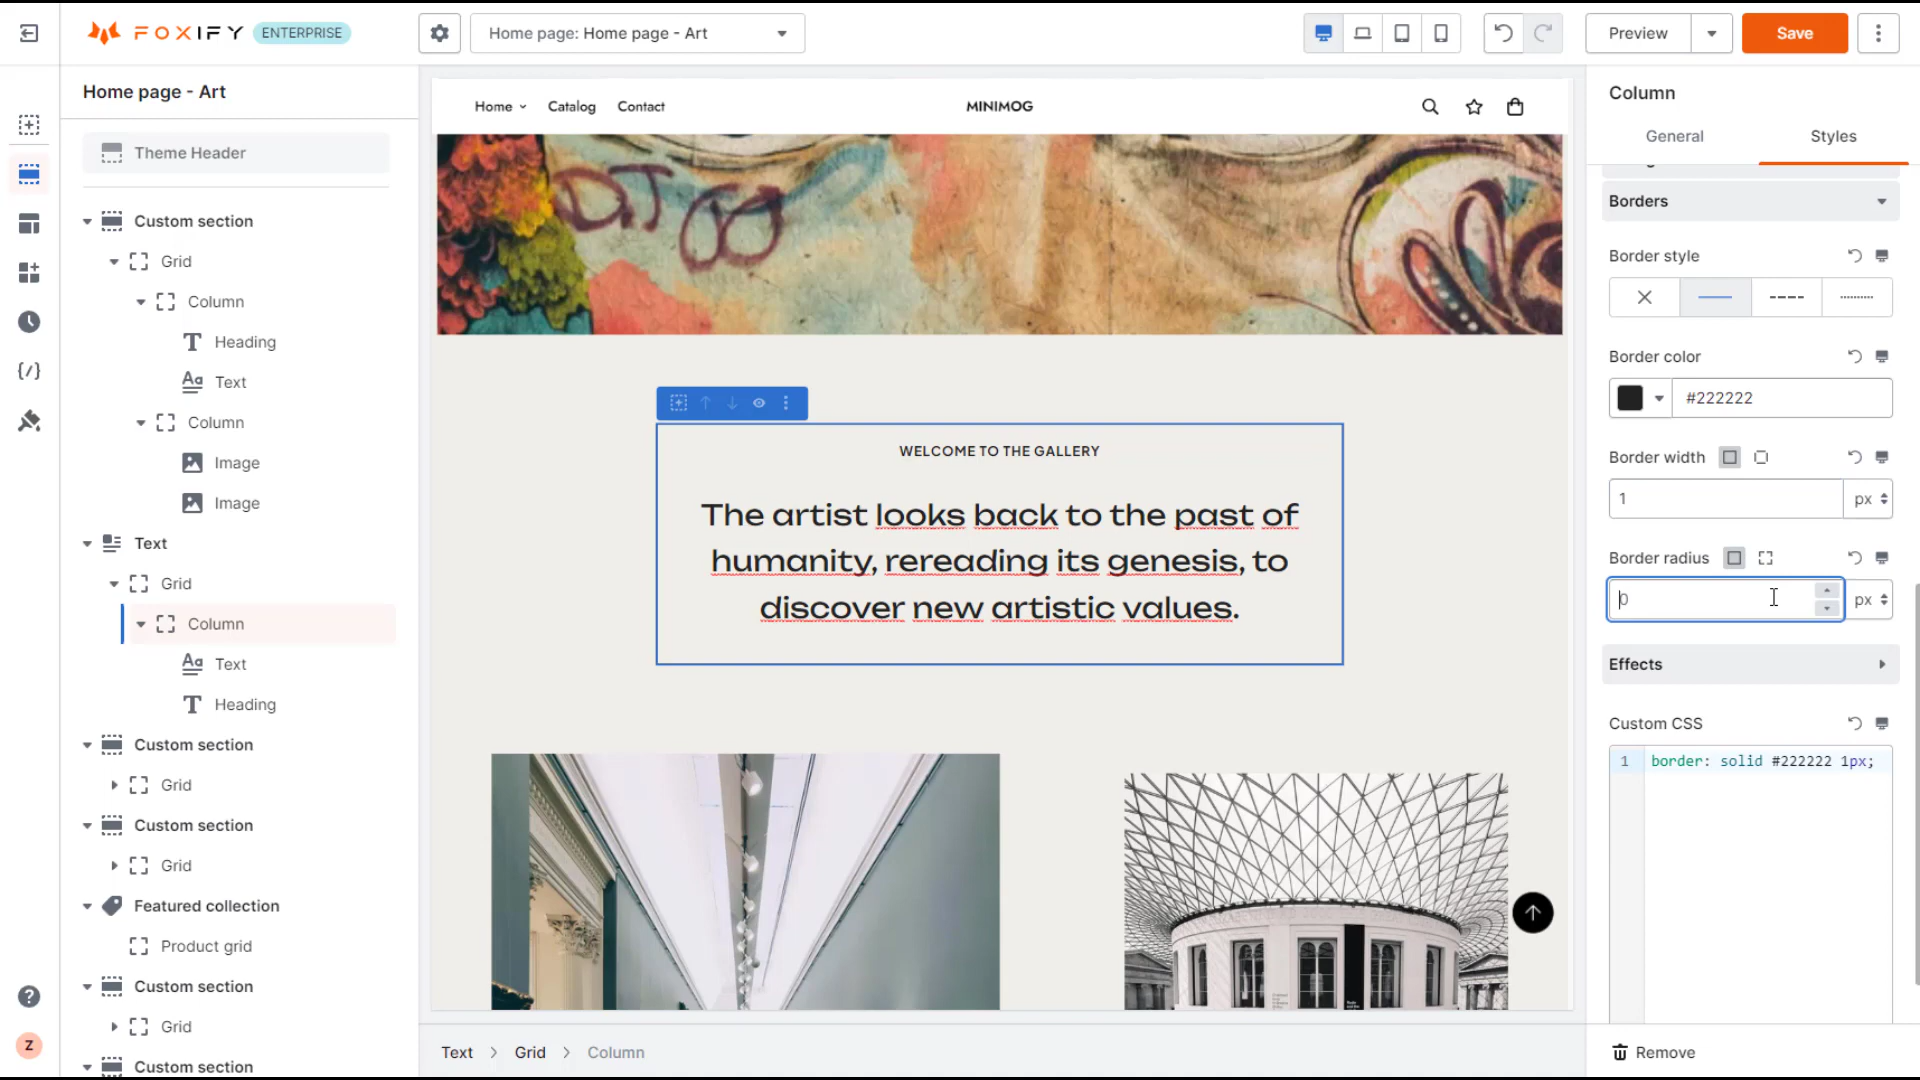 FOXIFY ENTERPRISE
Home page: Home page - Art
Preview
Save
Home page - Art
Theme Header
Custom section
Grid
Column
Heading
Text
Column
Image
Image
Text
Grid
Column
Text
Heading
Custom section
Grid
Custom section
Grid
Featured collection
Product grid
Custom section
Grid
Custom section
Z
Home
Catalog
Contact
MINIMOG
WELCOME TO THE GALLERY
The artist looks back to the past of
humanity, rereading its genesis, to
discover new artistic values.
Text > Grid > Column
Column
General
Styles
Borders
Border style
Border color
#222222
Border width
1
px
Border radius
0
px
Effects
Custom CSS
1 border: solid #222222 1px;
Remove